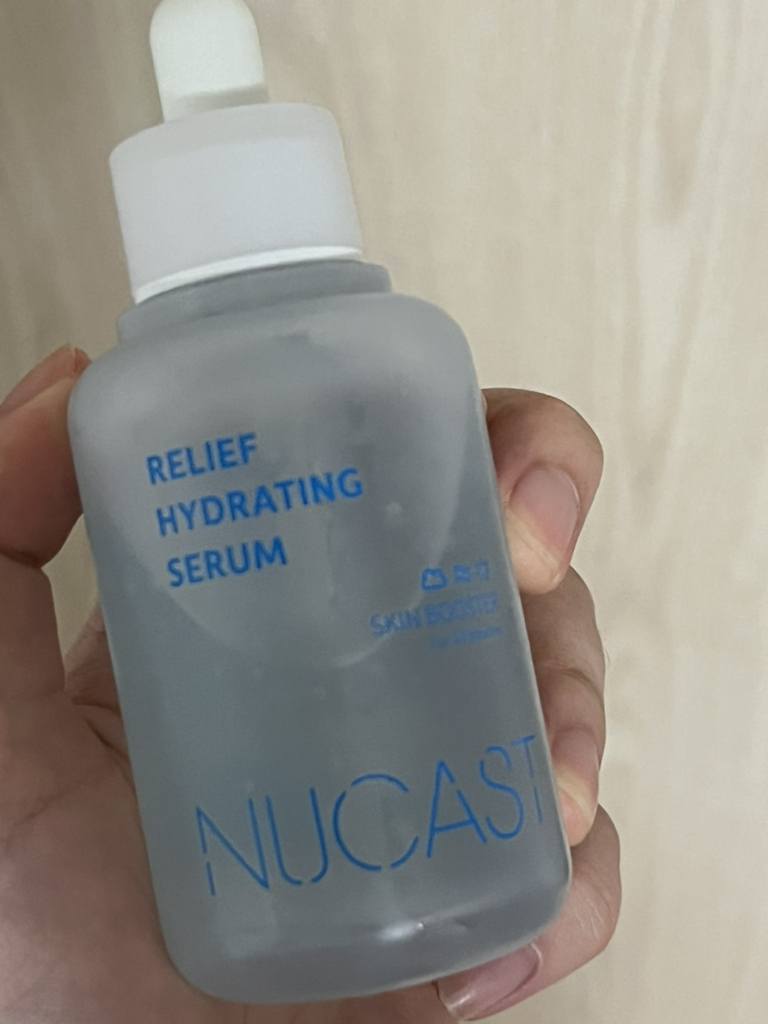 RELIEF
HYDRATING
SERUM
SKIN BOOSTER
NUCAST